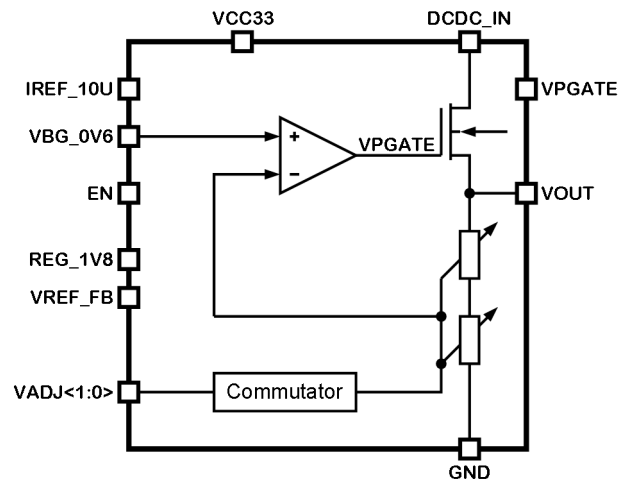 VCC33
DCDC_IN
IREF_10U
VPGATE
VBG_0V6
+
VPGATE
EN
−
VOUT
REG_1V8
VREF_FB
VADJ<1:0>
Commutator
GND